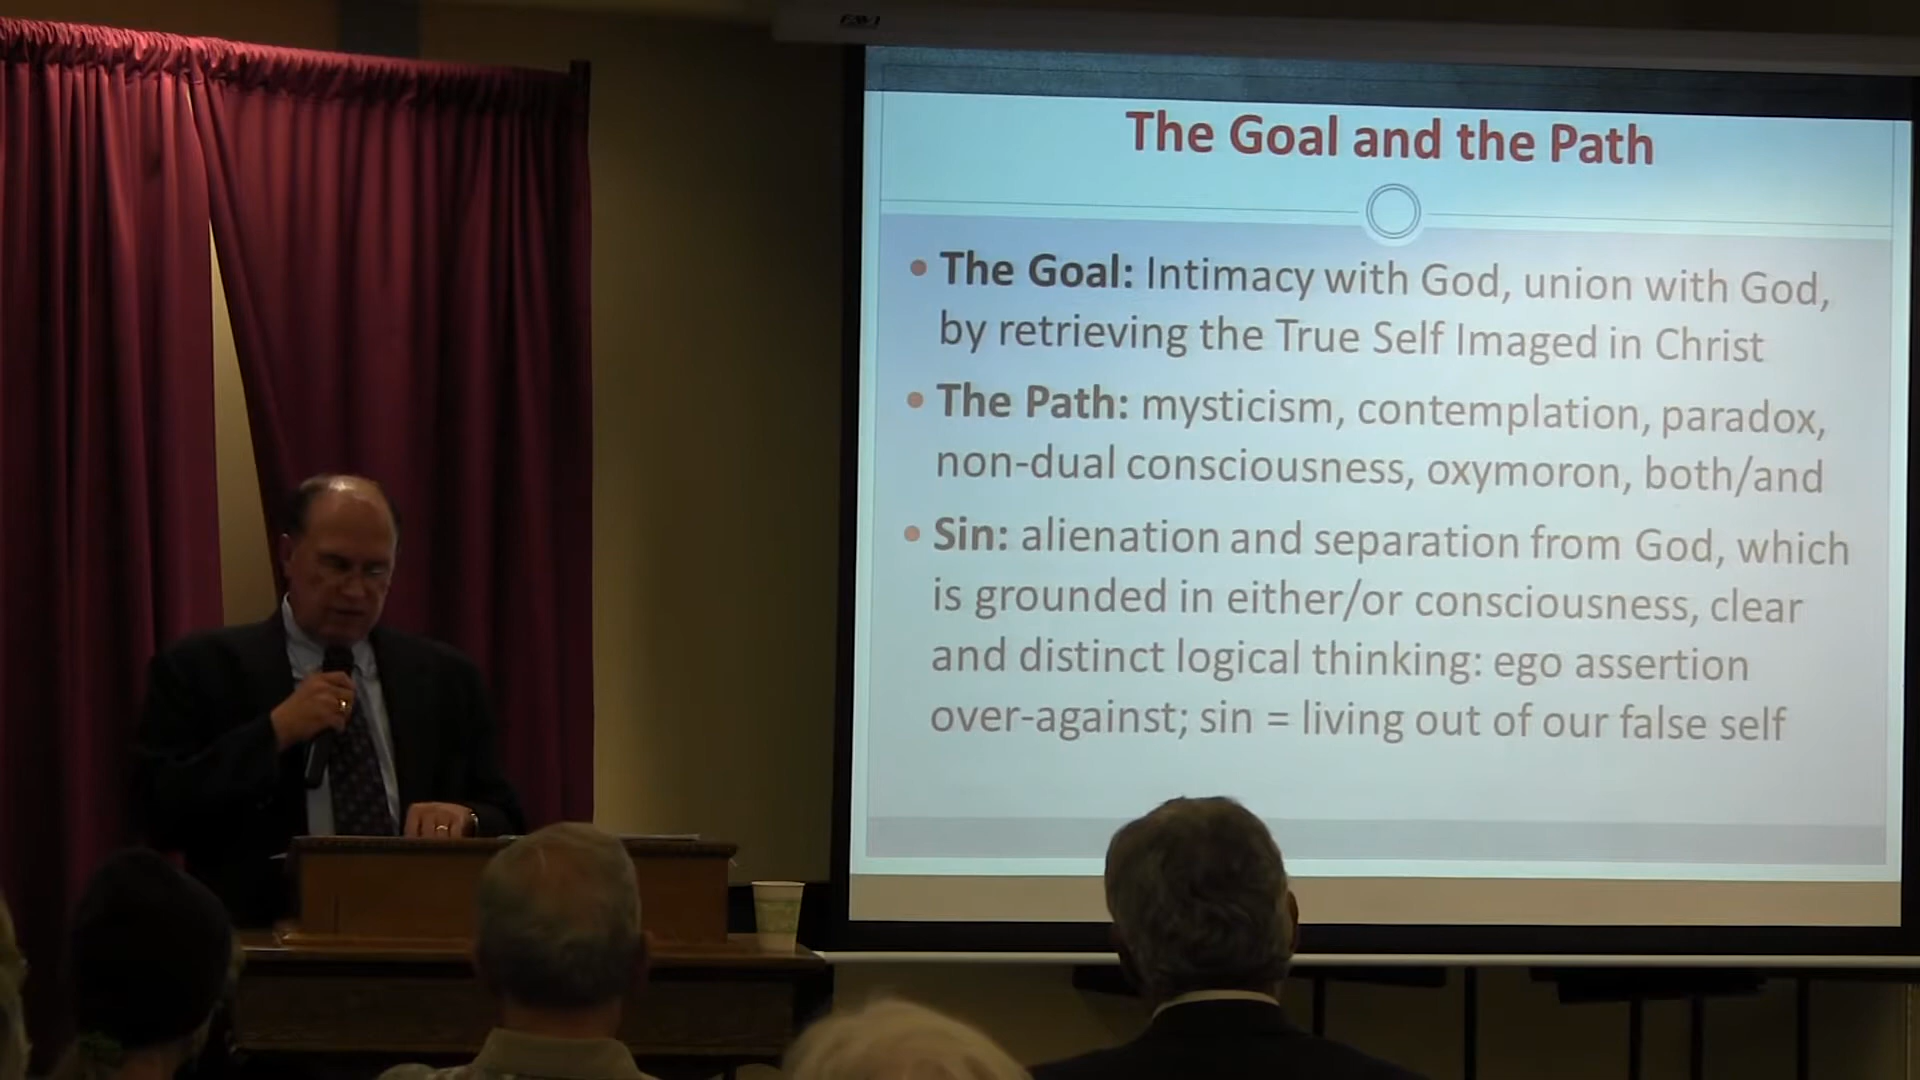 The Goal and the Path
• The Goal: Intimacy with God, union with God,
by retrieving the True Self Imaged in Christ
• The Path: mysticism, contemplation, paradox,
non-dual consciousness, oxymoron, both/and
• Sin: alienation and separation from God, which
is grounded in either/or consciousness, clear
and distinct logical thinking: ego assertion
over-against; sin = living out of our false self